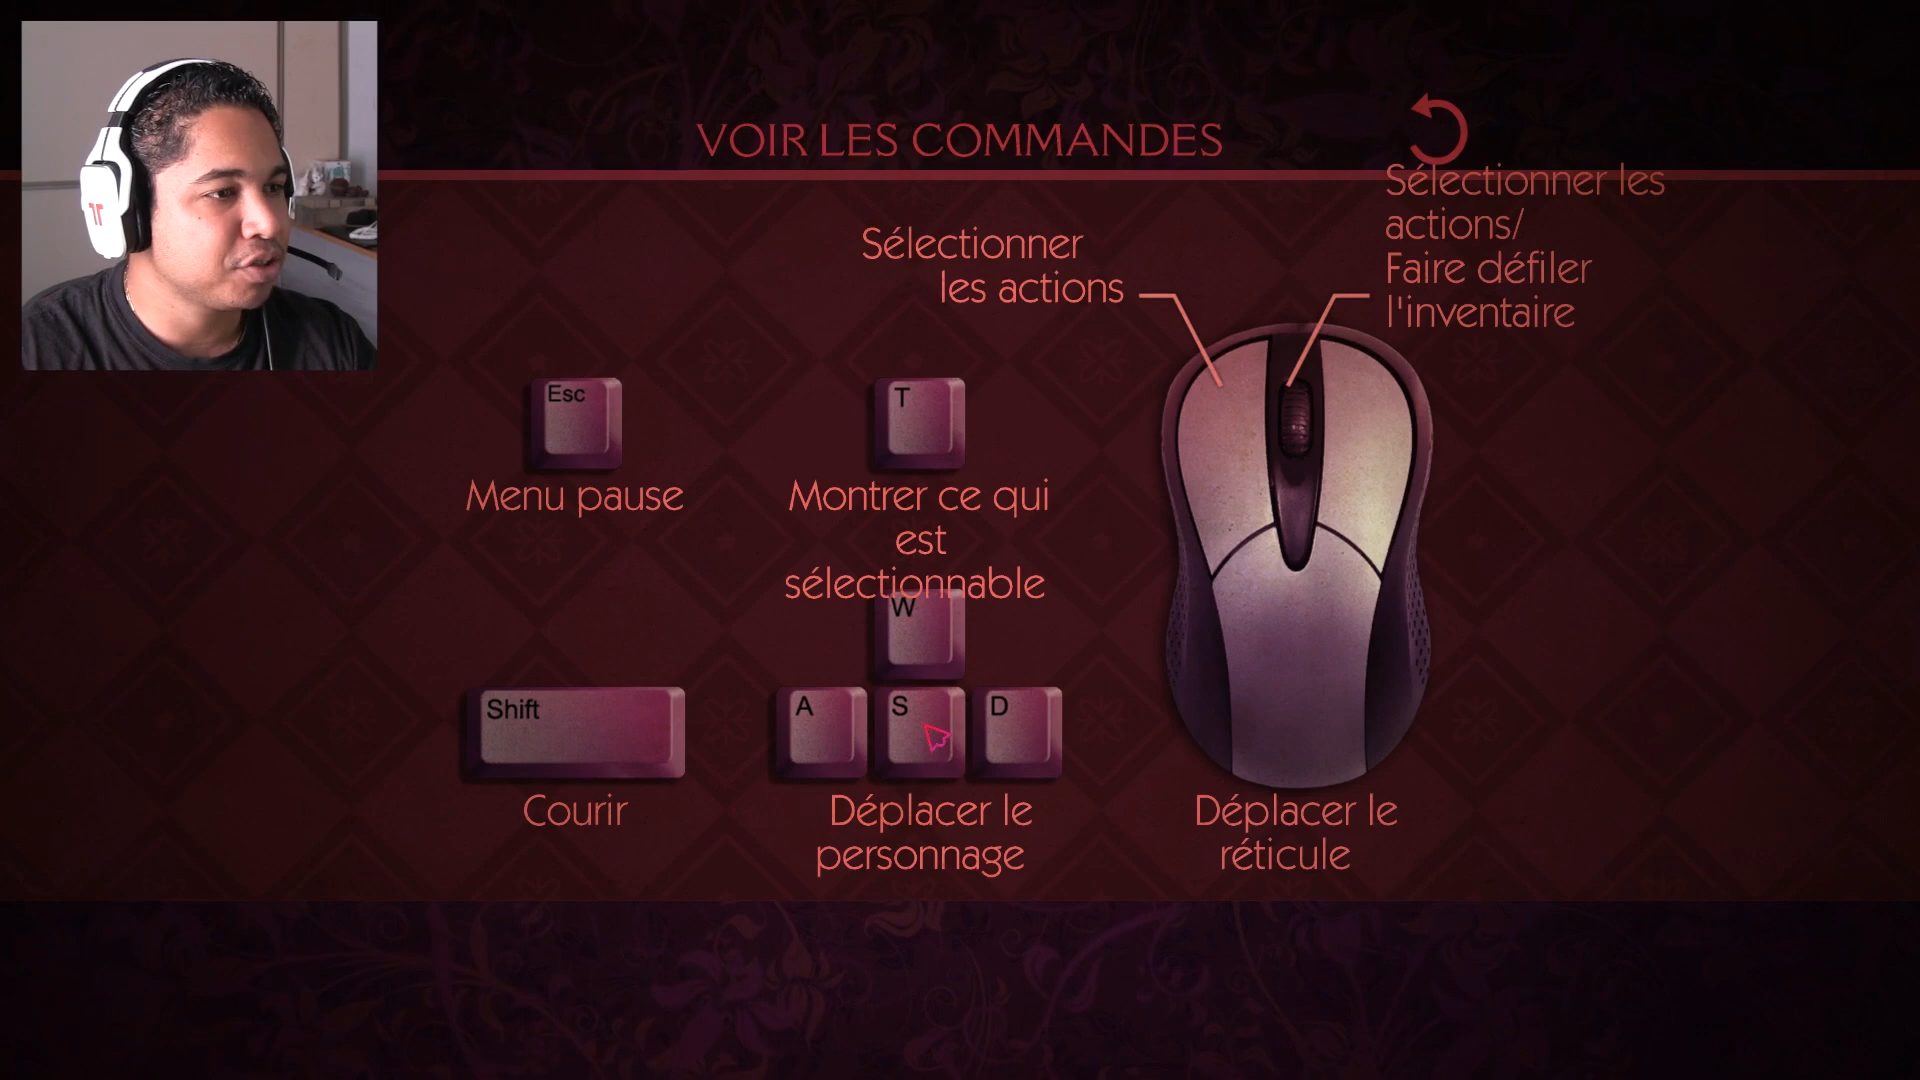 VOIR LES COMMANDES
Sélectionner les
actions/
Faire défiler
l'inventaire
Sélectionner
les actions
Esc
T
Menu pause
Montrer ce qui
est
sélectionnable
W
Shift
A
S
D
Courir
Déplacer le
personnage
Déplacer le
réticule